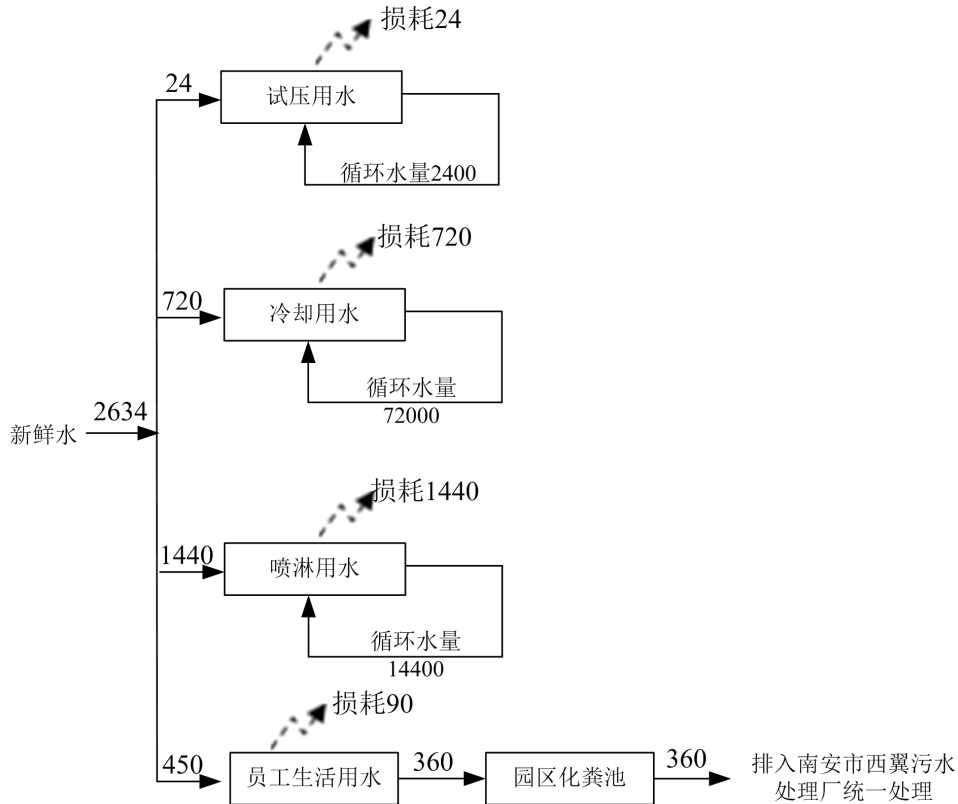 损耗24
24
试压用水
循环水量2400
损耗720
720
冷却用水
循环水量
72000
2634
新鲜水
损耗1440
1440
喷淋用水
循环水量
14400
损耗90
450
员工生活用水
360
园区化粪池
360
排入南安市西翼污水
处理厂统一处理